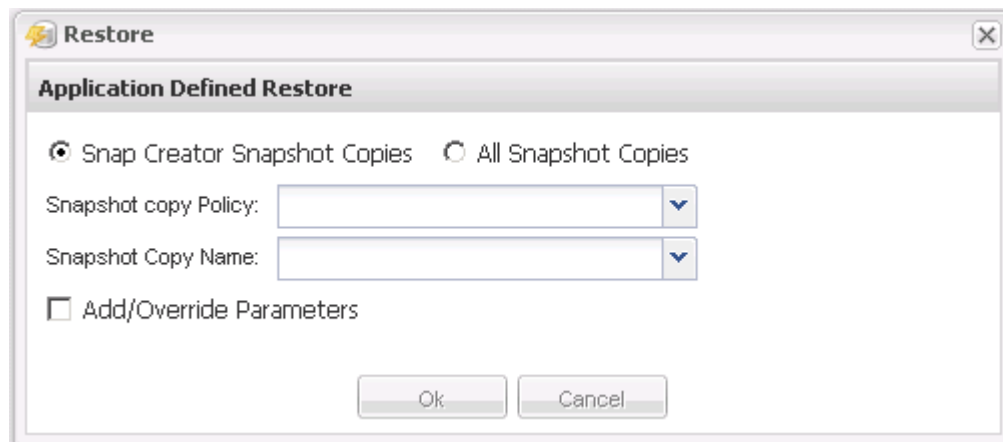 Restore
Application Defined Restore
Snap Creator Snapshot Copies All Snapshot Copies
Snapshot copy Policy:
Snapshot Copy Name:
Add/Override Parameters
Ok Cancel